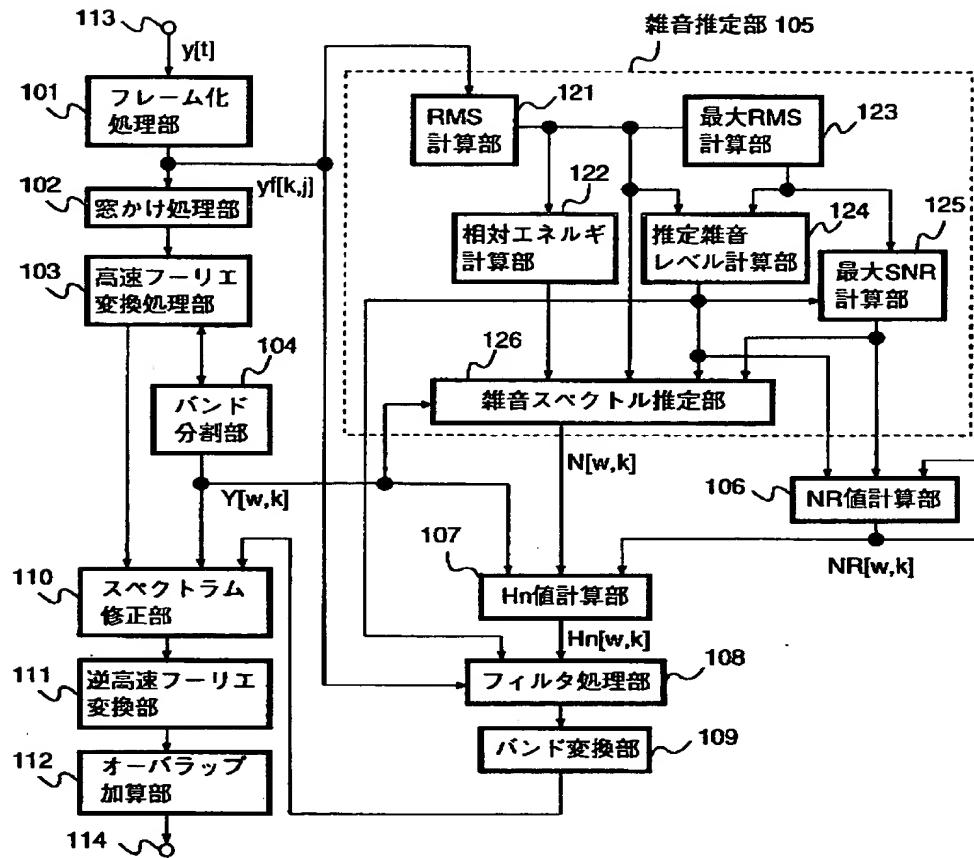 113
y[t]
101
フレーム化
処理部
yf[k,j]
102
窓かけ処理部
103
高速フーリエ
変換処理部
104
バンド
分割部
Y[w,k]
雑音推定部 105
RMS
計算部
121
最大RMS
計算部
123
122
相対エネルギ
計算部
推定雑音
レベル計算部
124
125
最大SNR
計算部
126
雑音スペクトル推定部
N[w,k]
106
NR値計算部
NR[w,k]
107
Hn値計算部
Hn[w,k]
フィルタ処理部
108
バンド変換部
109
110
スペクトラム
修正部
111
逆高速フーリエ
変換部
112
オーバラップ
加算部
114